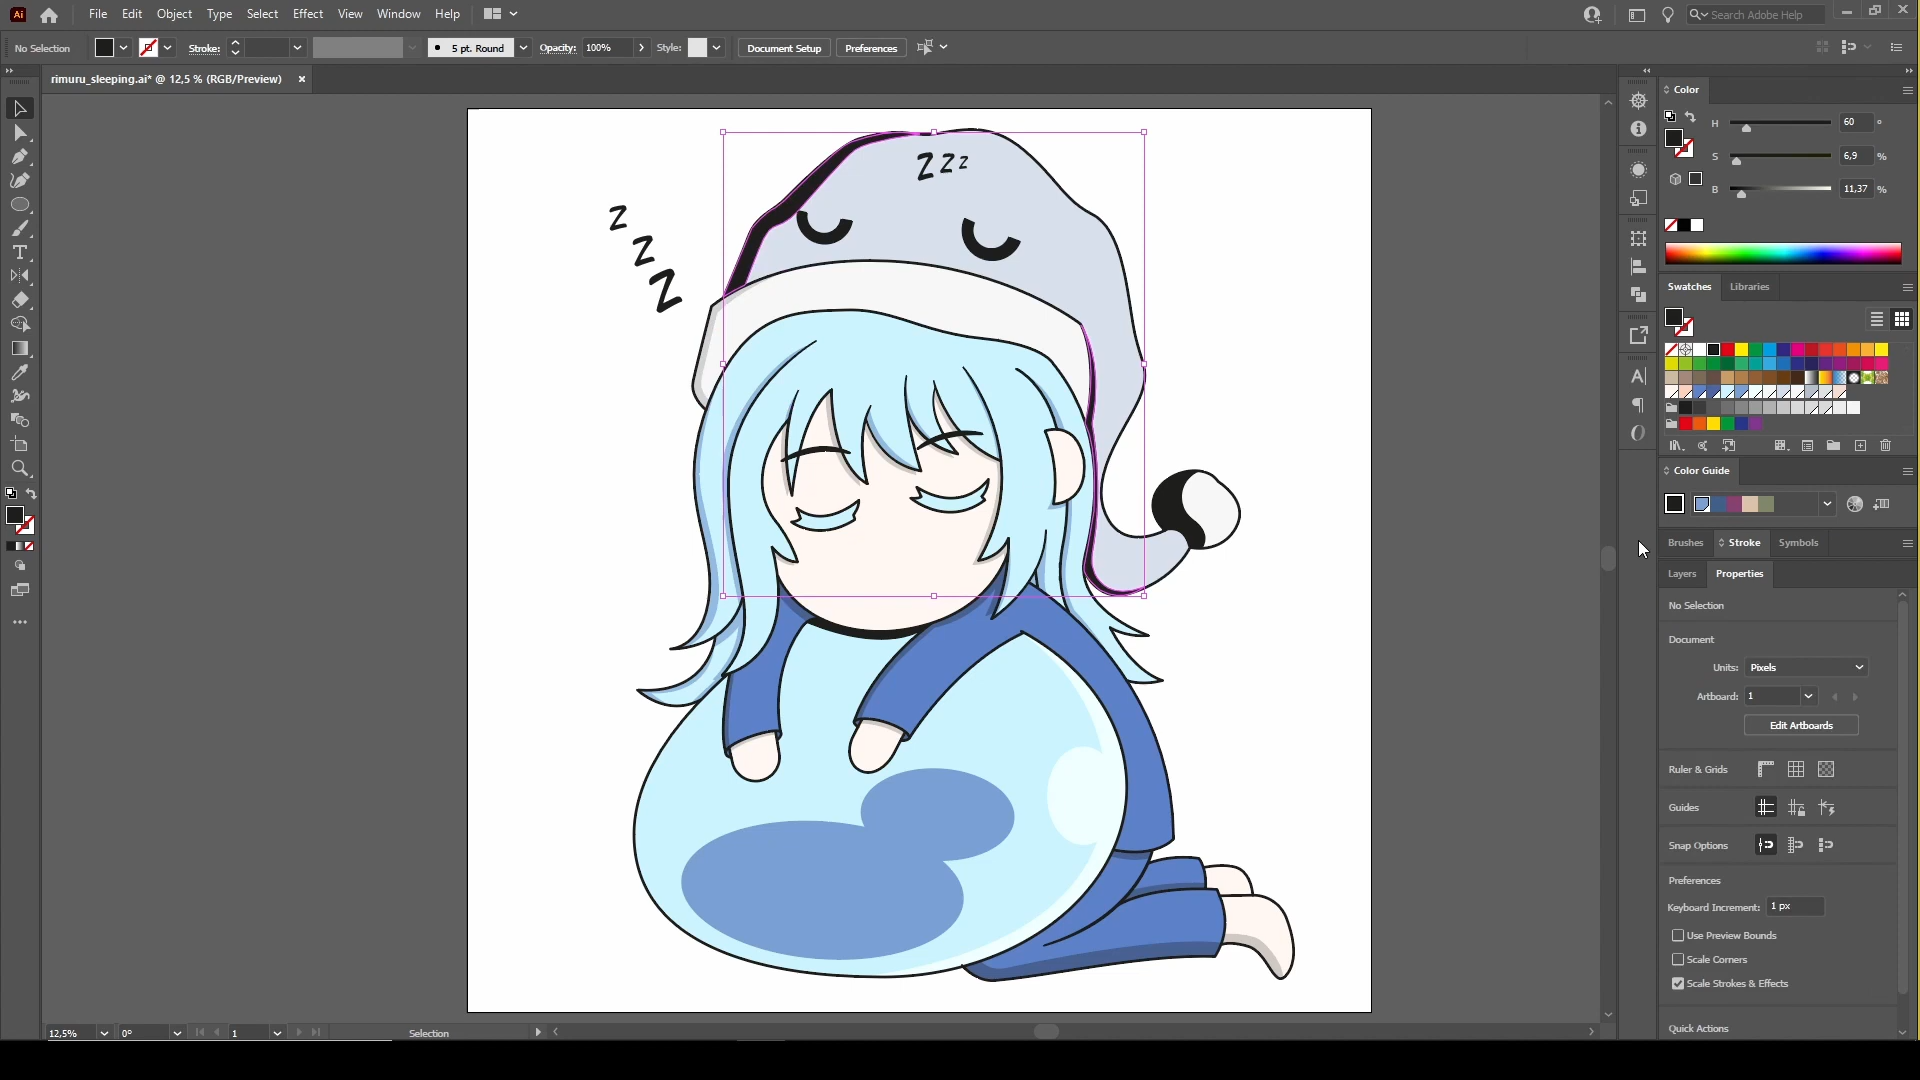 Ai File Edit Object Type Select Effect View Window Help Search Adobe Help
No Selection Stroke: 5 pt. Round Opacity: 100% Style: Document Setup Preferences
rimuru_sleeping.ai* @ 12,5 % (RGB/Preview) ×
Color
H 60 °
S 6,9 %
B 11,37 %
Swatches Libraries
Color Guide
Brushes Stroke Symbols
Layers Properties
No Selection
Document
Units: Pixels
Artboard: 1
Edit Artboards
Ruler & Grids
Guides
Snap Options
Preferences
Keyboard Increment: 1 px
Use Preview Bounds
Scale Corners
Scale Strokes & Effects
Quick Actions
Z Z Z
Z
Z
Z
12,5% 0° 1 Selection